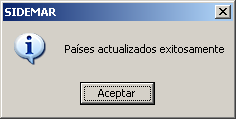 SIDEMAR
Países actualizados exitosamente
Aceptar